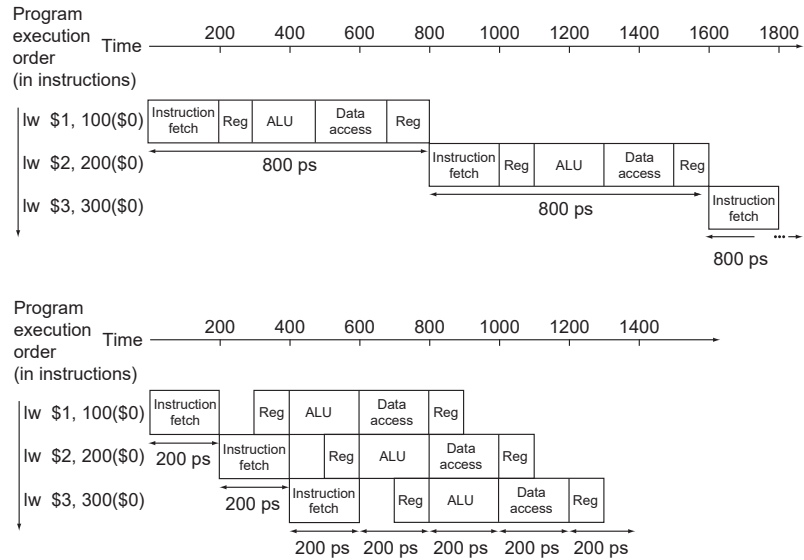 Program
execution
order
(in instructions)
Time
200 400 600 800 1000 1200 1400 1600 1800
lw $1, 100($0)
Instruction
fetch
Reg
ALU
Data
access
Reg
800 ps
lw $2, 200($0)
Instruction
fetch
Reg
ALU
Data
access
Reg
800 ps
lw $3, 300($0)
Instruction
fetch
...
800 ps
Program
execution
order
(in instructions)
Time
200 400 600 800 1000 1200 1400
lw $1, 100($0)
Instruction
fetch
Reg
ALU
Data
access
Reg
200 ps
lw $2, 200($0)
Instruction
fetch
Reg
ALU
Data
access
Reg
200 ps
lw $3, 300($0)
Instruction
fetch
Reg
ALU
Data
access
Reg
200 ps 200 ps 200 ps 200 ps 200 ps